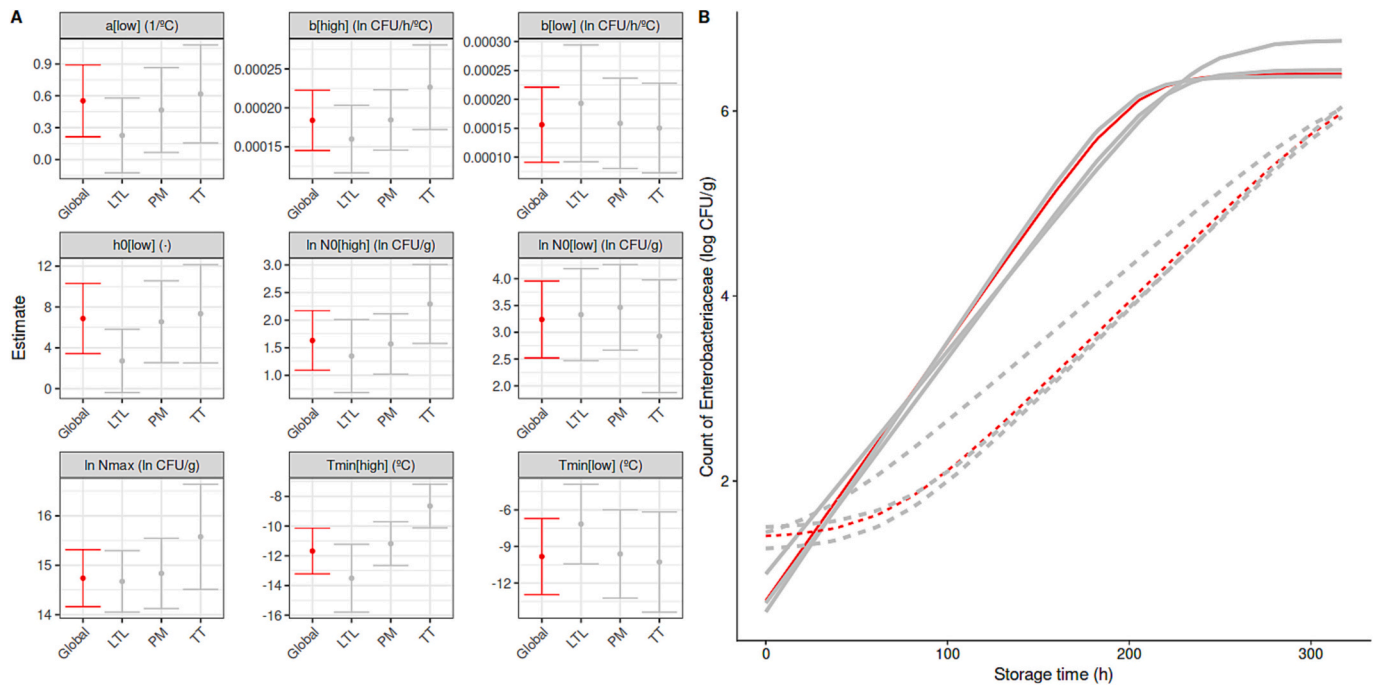 A
a[low] (1/ºC)
b[high] (ln CFU/h/ºC)
b[low] (ln CFU/h/ºC)
0.9
0.6
0.3
0.0
0.00025
0.00020
0.00015
0.00030
0.00025
0.00020
0.00015
0.00010
Global
LTL
PM
TT
Global
LTL
PM
TT
Global
LTL
PM
TT
Estimate
h0[low] (·)
ln N0[high] (ln CFU/g)
ln N0[low] (ln CFU/g)
12
8
4
0
3.0
2.5
2.0
1.5
1.0
4.0
3.5
3.0
2.5
2.0
Global
LTL
PM
TT
Global
LTL
PM
TT
Global
LTL
PM
TT
ln Nmax (ln CFU/g)
Tmin[high] (ºC)
Tmin[low] (ºC)
16
15
14
-8
-10
-12
-14
-16
-6
-9
-12
Global
LTL
PM
TT
Global
LTL
PM
TT
Global
LTL
PM
TT
B
Count of Enterobacteriaceae (log CFU/g)
6
4
2
0
100
200
300
Storage time (h)